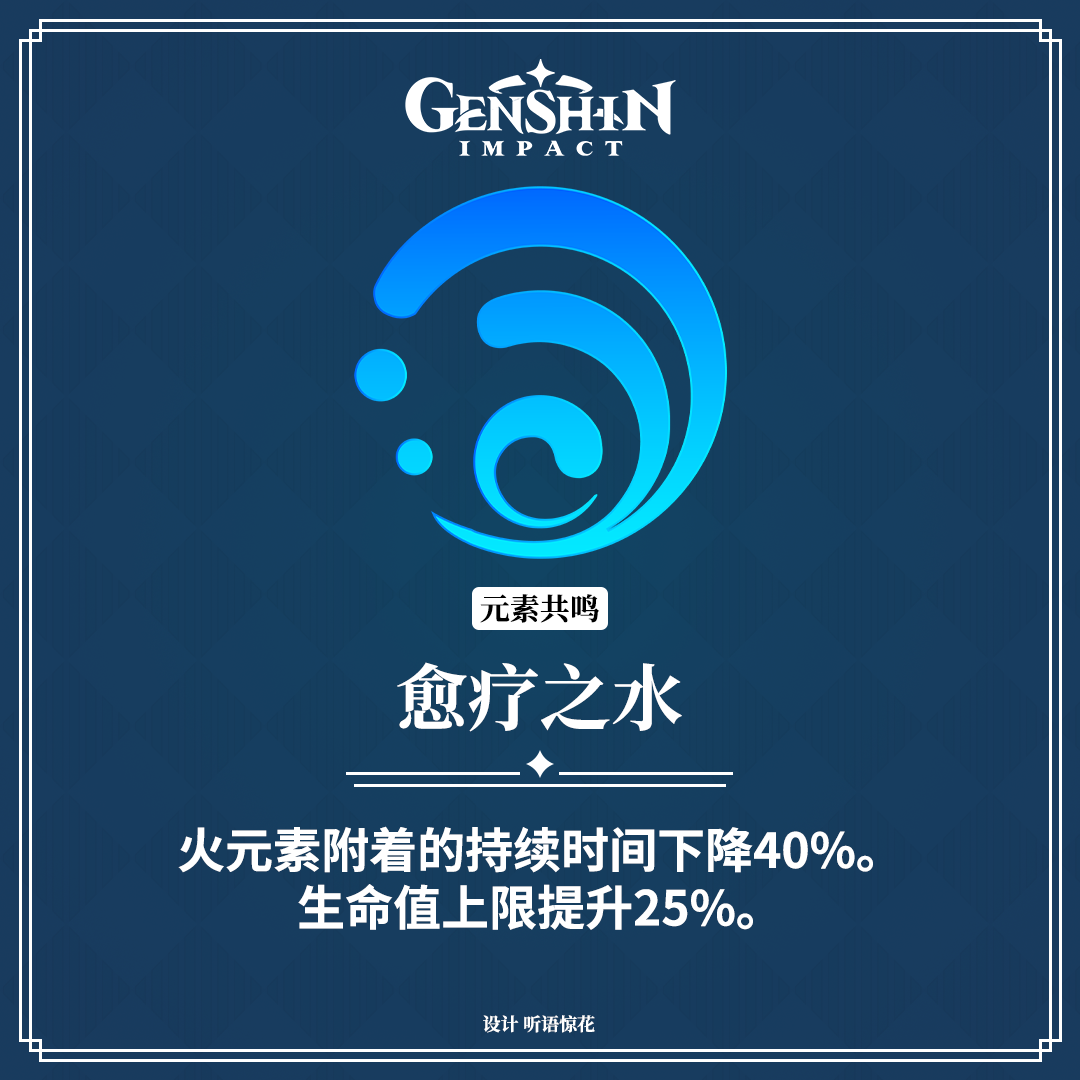 GENSHIN
IMPACT
元素共鸣
愈疗之水
火元素附着的持续时间下降40%。
生命值上限提升25%。
设计 听语惊花